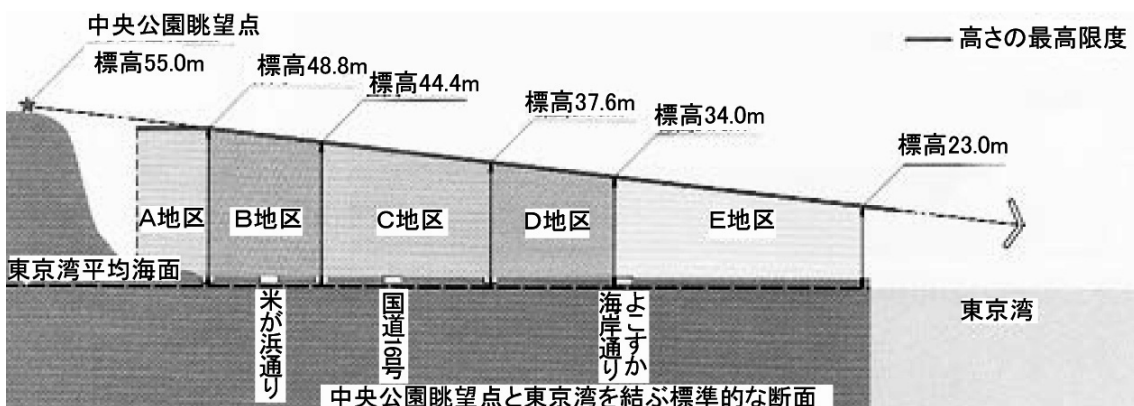 中央公園眺望点
標高55.0m
標高48.8m
標高44.4m
標高37.6m
標高34.0m
標高23.0m
高さの最高限度
A地区
B地区
C地区
D地区
E地区
東京湾平均海面
米が浜通り
国道16号
よこすか
海岸通り
東京湾
中央公園眺望点と東京湾を結ぶ標準的な断面